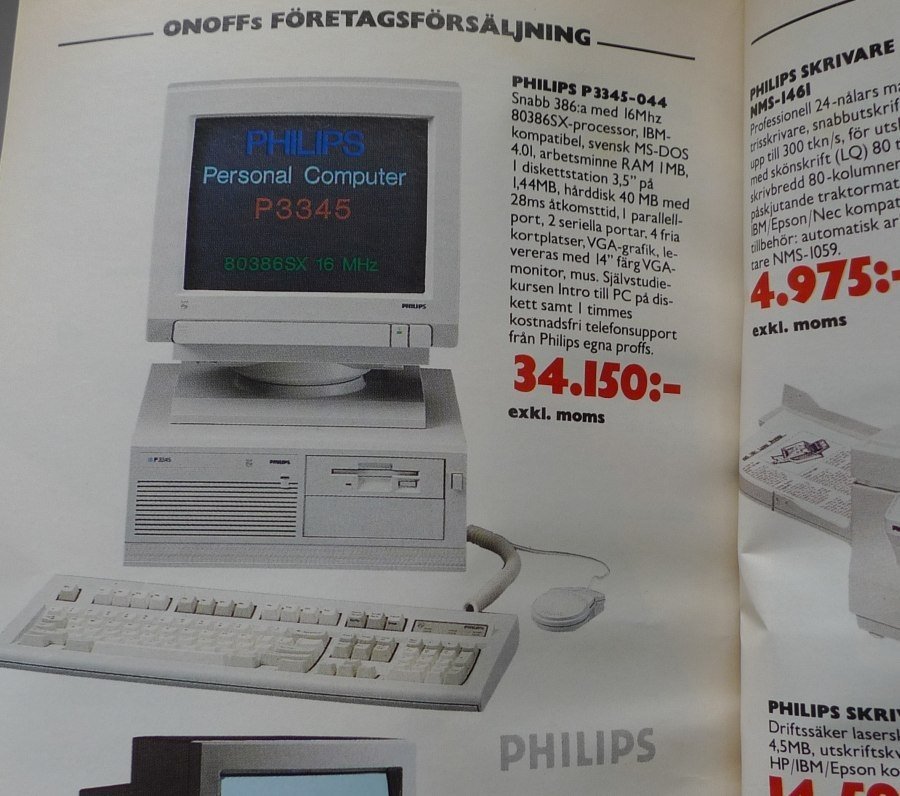 ONOFFs FÖRETAGSFÖRSÄLJNING
PHILIPS
Personal Computer
P3345
80386SX 16 MHz
PHILIPS
P3345
PHILIPS
PHILIPS P3345-044
Snabb 386:a med 16Mhz
80386SX-processor, IBM-
kompatibel, svensk MS-DOS
4.01, arbetsminne RAM 1MB,
1 diskettstation 3,5" på
1,44MB, hårddisk 40 MB med
28ms åtkomsttid, 1 parallell-
port, 2 seriella portar, 4 fria
kortplatser, VGA-grafik, le-
vereras med 14" färg VGA-
monitor, mus. Självstudie-
kursen Intro till PC på dis-
kett samt 1 timmes
kostnadsfri telefonsupport
från Philips egna proffs.
34.150:-
exkl. moms
PHILIPS
PHILIPS SKRIVARE
NMS-1461
Professionell 24-nålars ma
trisskrivare, snabbutskrif
upp till 300 tkn/s, för uts
med skönskrift (LQ) 80 t
skrivbredd 80-kolumner
påskjutande traktormat
IBM/Epson/Nec kompat
tillbehör: automatisk ar
tare NMS-1059.
4.975:-
exkl. moms
PHILIPS SKRIV
Driftssäker lasersk
4,5MB, utskriftskv
HP/IBM/Epson ko